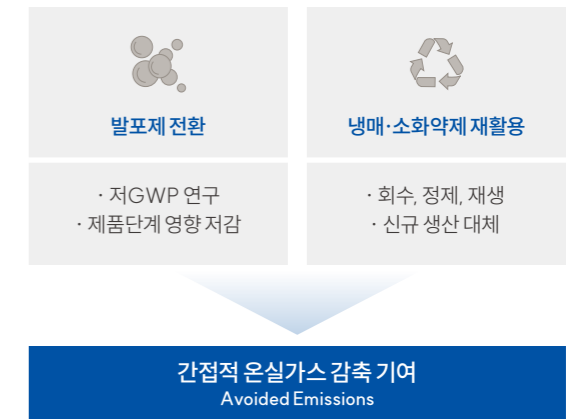 발포제 전환
· 저GWP 연구
· 제품단계 영향 저감
냉매·소화약제 재활용
· 회수, 정제, 재생
· 신규 생산 대체
간접적 온실가스 감축 기여
Avoided Emissions